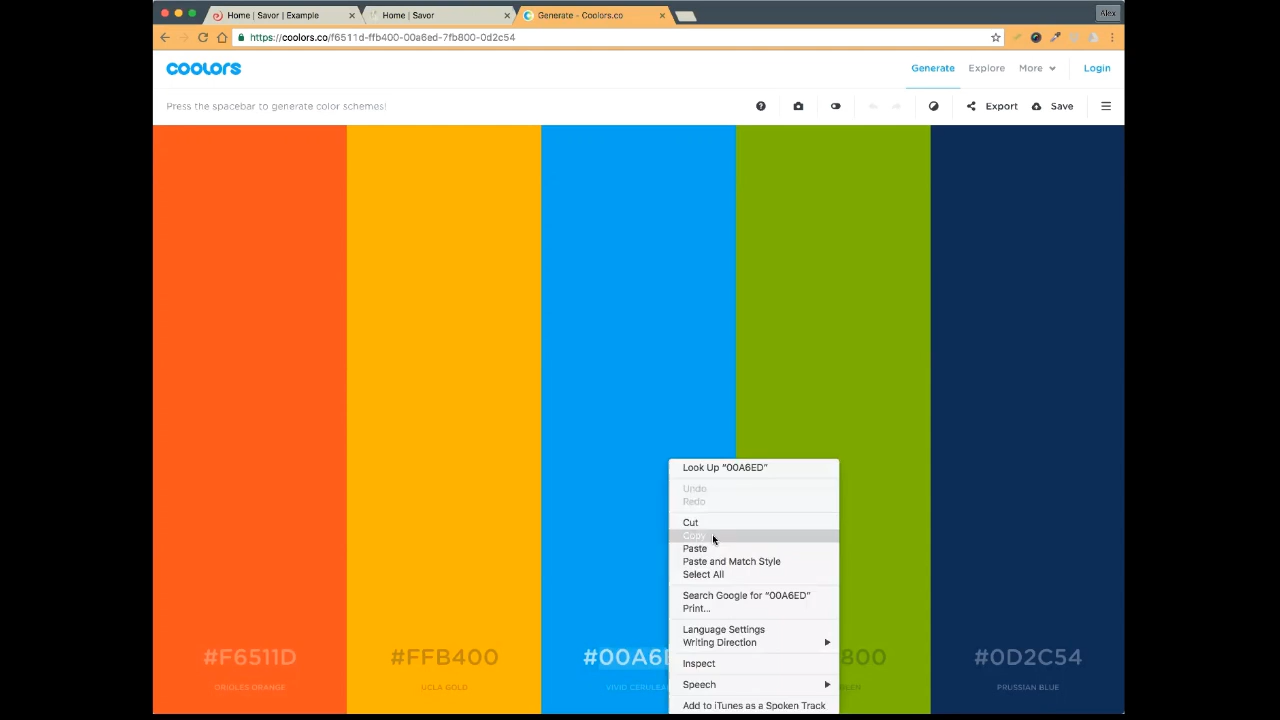 Home | Savor | Example
Home | Savor
Generate - Coolors.co
Alex
https://coolors.co/f6511d-ffb400-00a6ed-7fb800-0d2c54
coolors
Generate
Explore
More
Login
Press the spacebar to generate color schemes!
Export
Save
Look Up “00A6ED”
Undo
Redo
Cut
Copy
Paste
Paste and Match Style
Select All
Search Google for “00A6ED”
Print...
Language Settings
Writing Direction
Inspect
Speech
Add to iTunes as a Spoken Track
#F6511D
#FFB400
#00A6E
800
#0D2C54
ORIOLES ORANGE
UCLA GOLD
VIVID CERULEA
PRUSSIAN BLUE